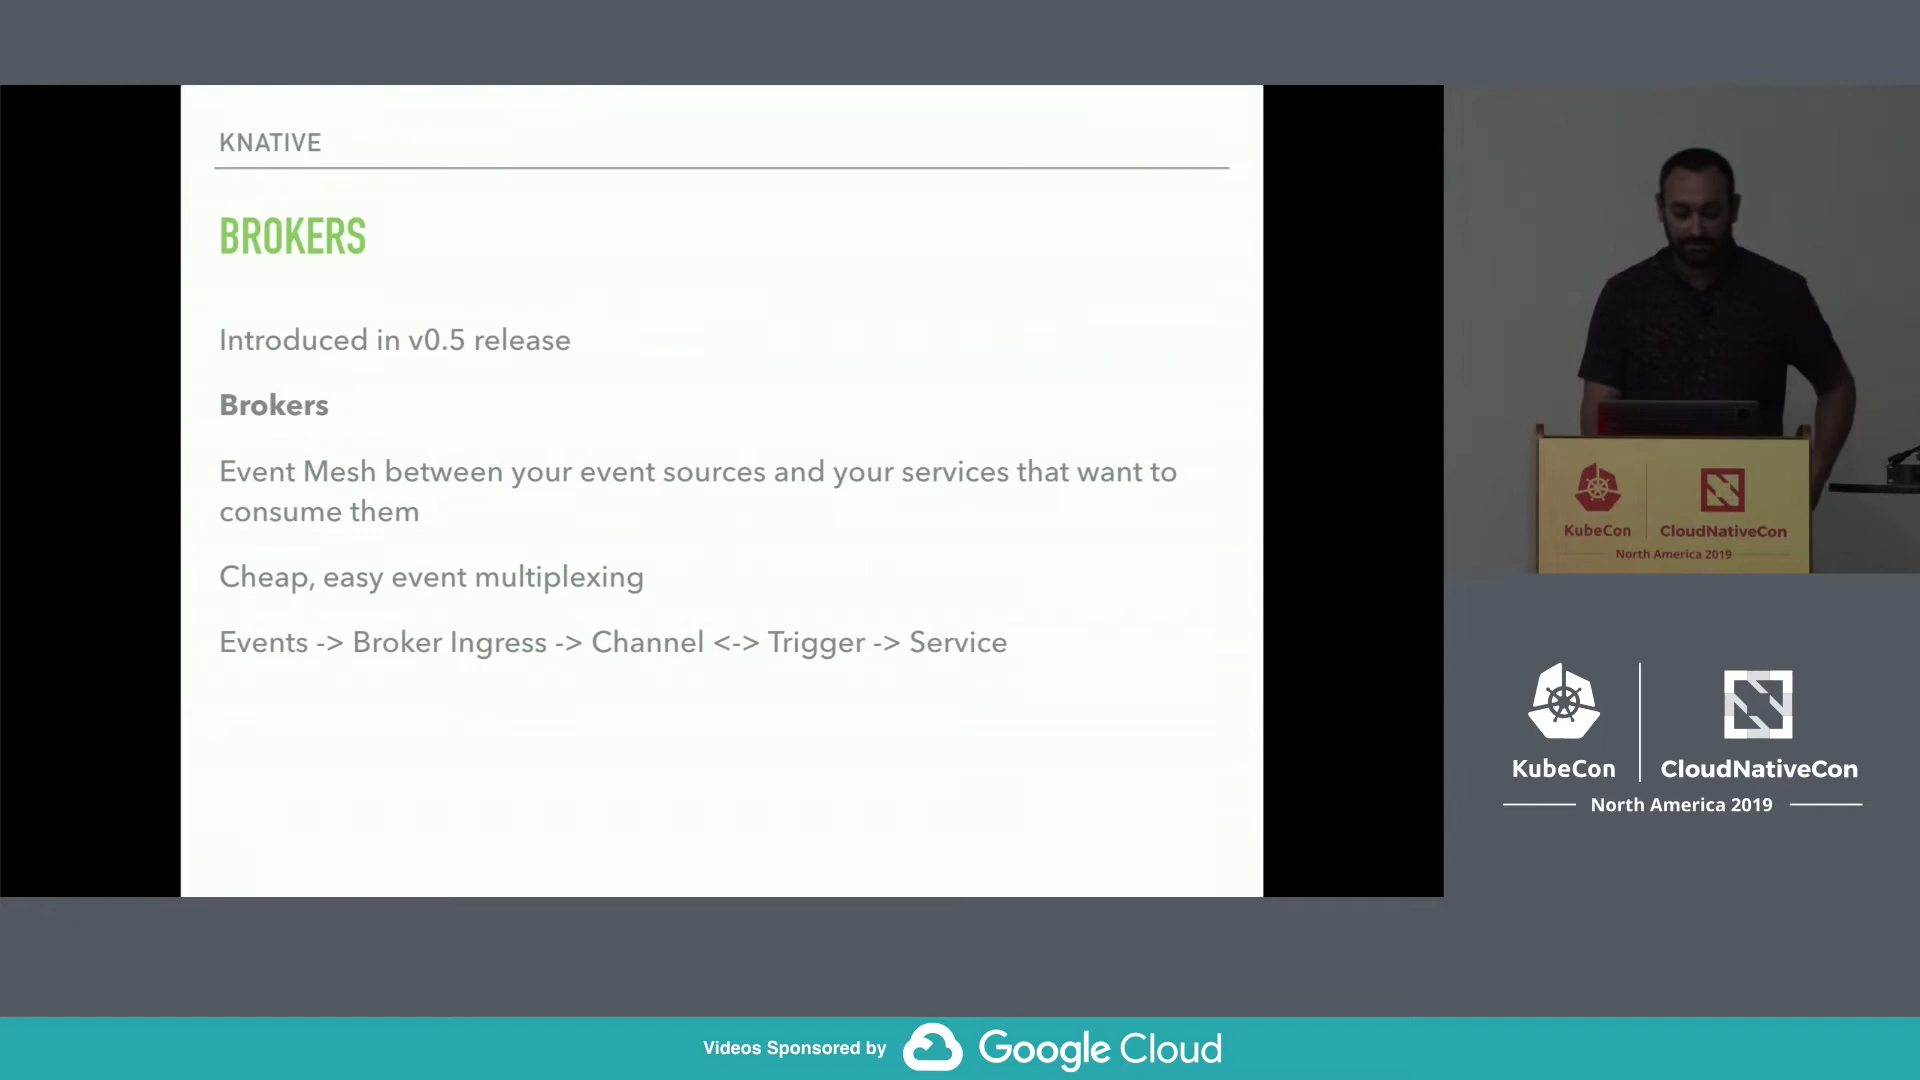 KNATIVE
BROKERS
Introduced in v0.5 release
Brokers
Event Mesh between your event sources and your services that want to
consume them
Cheap, easy event multiplexing
Events -> Broker Ingress -> Channel <-> Trigger -> Service
KubeCon
CloudNativeCon
North America 2019
KubeCon
CloudNativeCon
North America 2019
Videos Sponsored by
Google Cloud